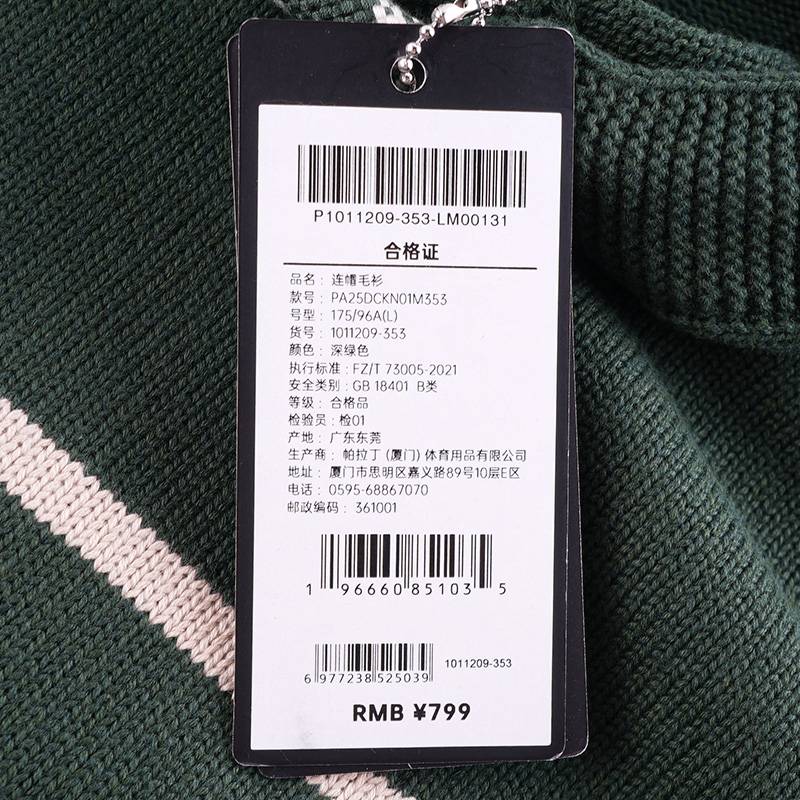 P1011209-353-LM00131
合格证
品名：连帽毛衫
款号：PA25DCKN01M353
号型：175/96A(L)
货号：1011209-353
颜色：深绿色
执行标准：FZ/T 73005-2021
安全类别：GB 18401 B类
等级：合格品
检验员：检01
产地：广东东莞
生产商：帕拉丁(厦门)体育用品有限公司
地址：厦门市思明区嘉义路89号10层E区
电话：0595-68867070
邮政编码：361001
1 96660 85103 5
6 977238 525039
1011209-353
RMB ¥799